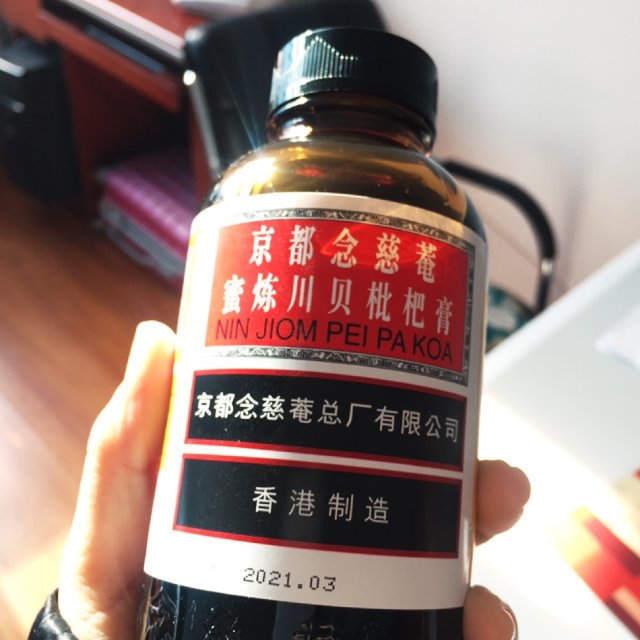 京都念慈菴
蜜炼川贝枇杷膏
NIN JIOM PEI PA KOA
京都念慈菴总厂有限公司
香港制造
2021.03